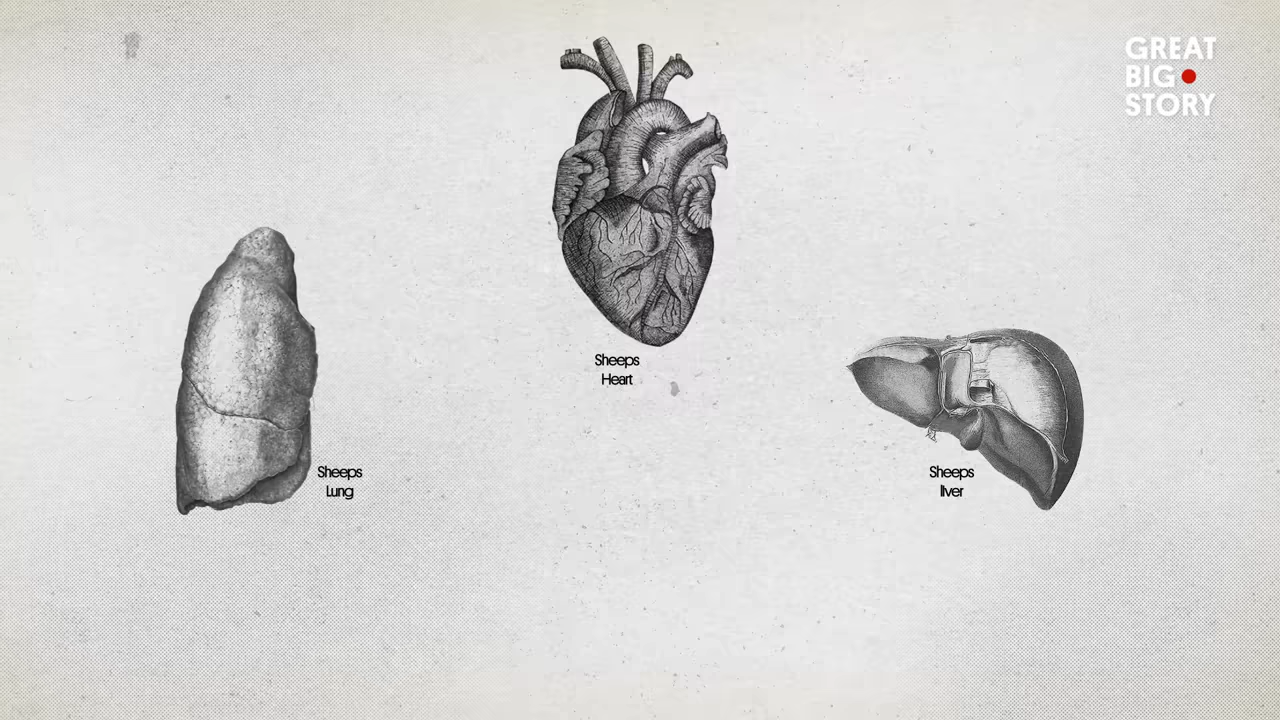 GREAT
BIG
STORY
Sheeps
Heart
Sheeps
Lung
Sheeps
liver